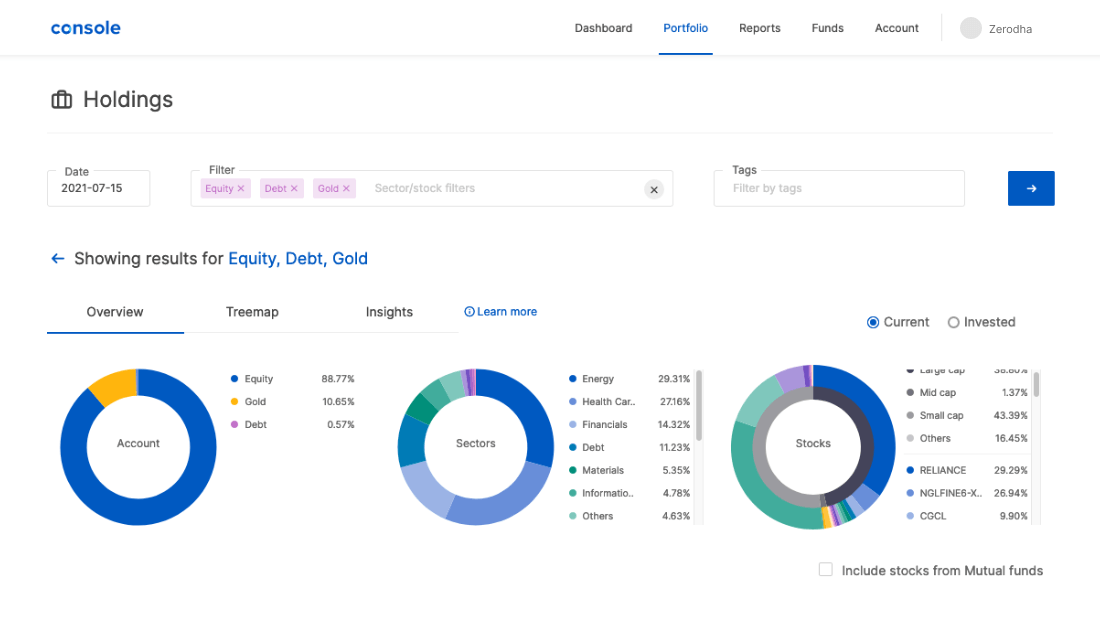 console
Dashboard
Portfolio
Reports
Funds
Account
Zerodha
Holdings
Date
2021-07-15
Filter
Equity ×
Debt ×
Gold ×
Sector/stock filters
Tags
Filter by tags
Showing results for Equity, Debt, Gold
Overview
Treemap
Insights
Learn more
Current
Invested
Account
Equity 88.77%
Gold 10.65%
Debt 0.57%
Sectors
Energy 29.31%
Health Car.. 27.16%
Financials 14.32%
Debt 11.23%
Materials 5.35%
Informatio.. 4.78%
Others 4.63%
Stocks
Large cap 38.80%
Mid cap 1.37%
Small cap 43.39%
Others 16.45%
RELIANCE 29.29%
NGLFINE6-X.. 26.94%
CGCL 9.90%
Include stocks from Mutual funds